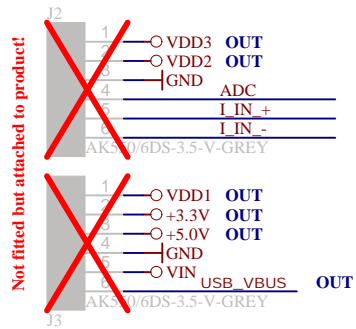 J2
Not fitted but attached to product!
1 VDD3 OUT
2 VDD2 OUT
3 GND
4 ADC
5 I_IN_+
6 I_IN_-
AK500/6DS-3.5-V-GREY
1 VDD1 OUT
2 +3.3V OUT
3 +5.0V OUT
4 GND
5 VIN
6 USB_VBUS OUT
AK500/6DS-3.5-V-GREY
J3